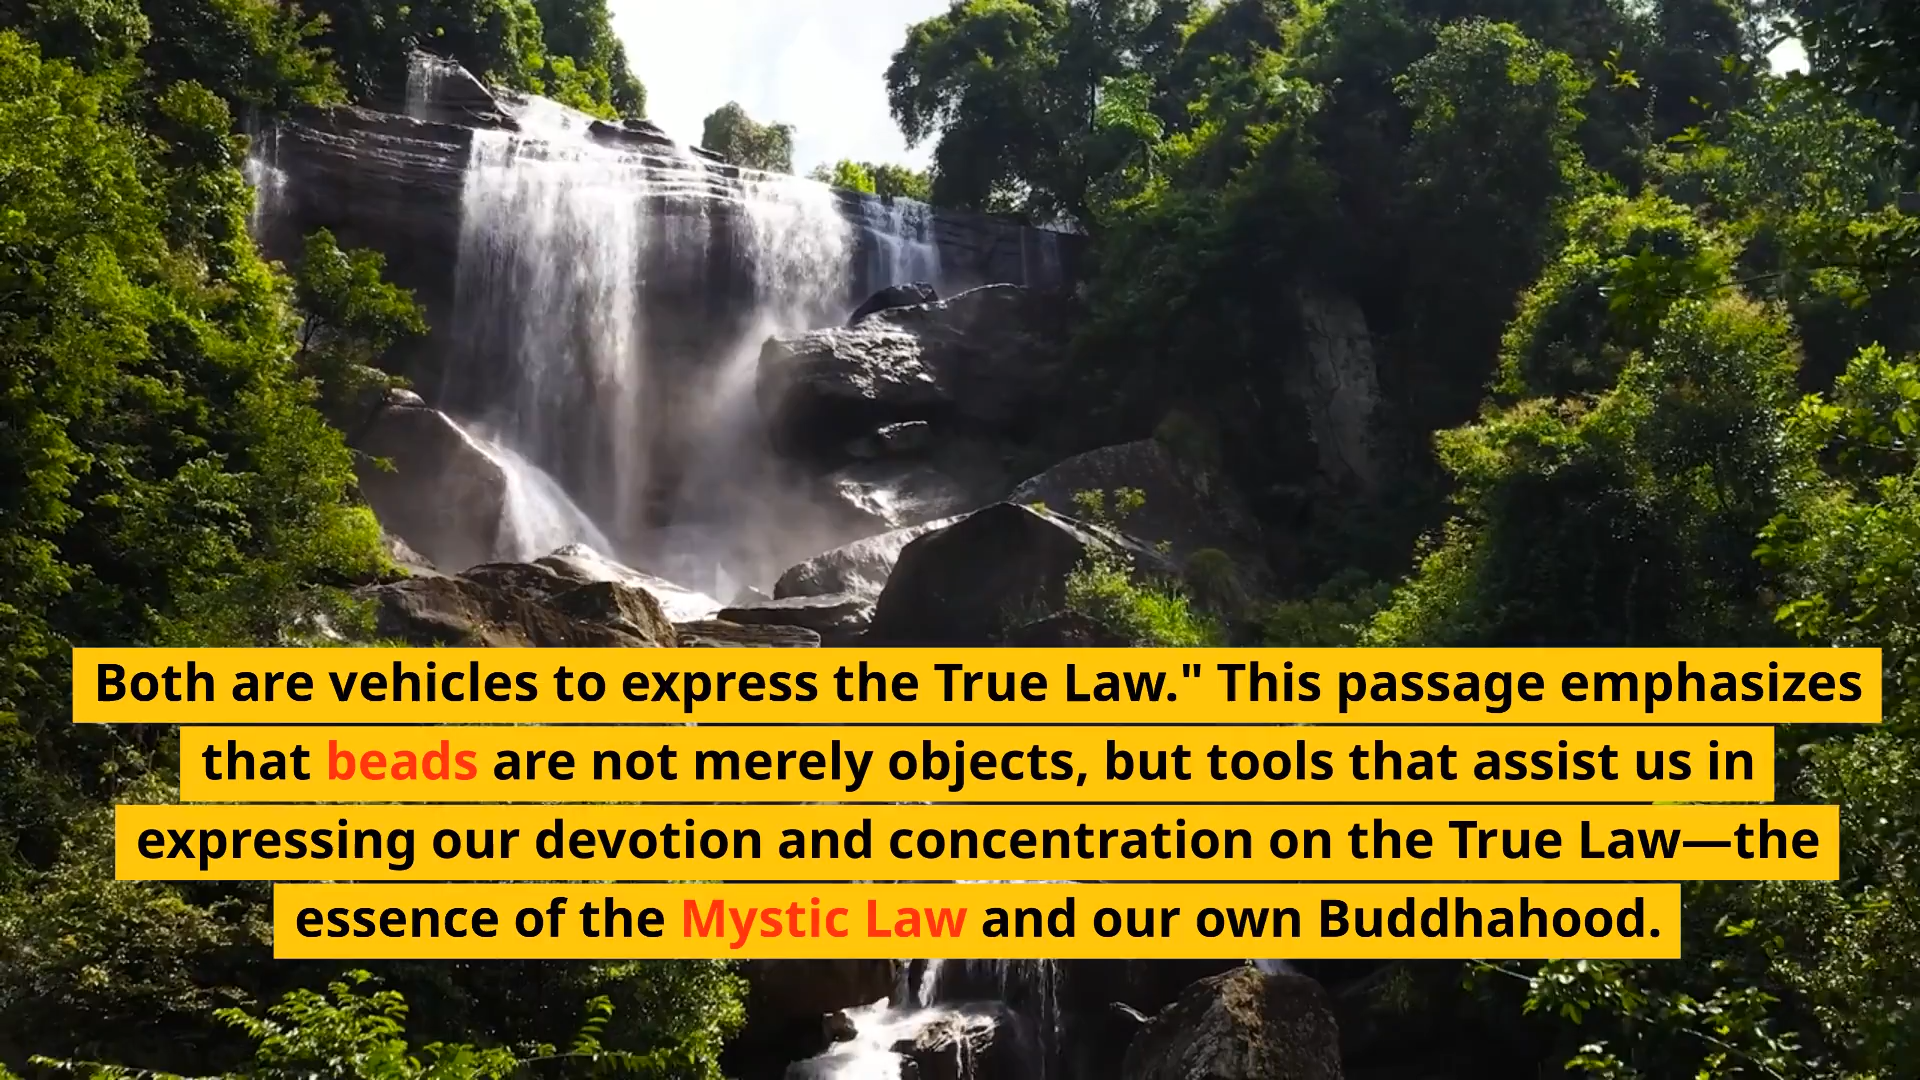 Both are vehicles to express the True Law." This passage emphasizes
that beads are not merely objects, but tools that assist us in
expressing our devotion and concentration on the True Law—the
essence of the Mystic Law and our own Buddhahood.